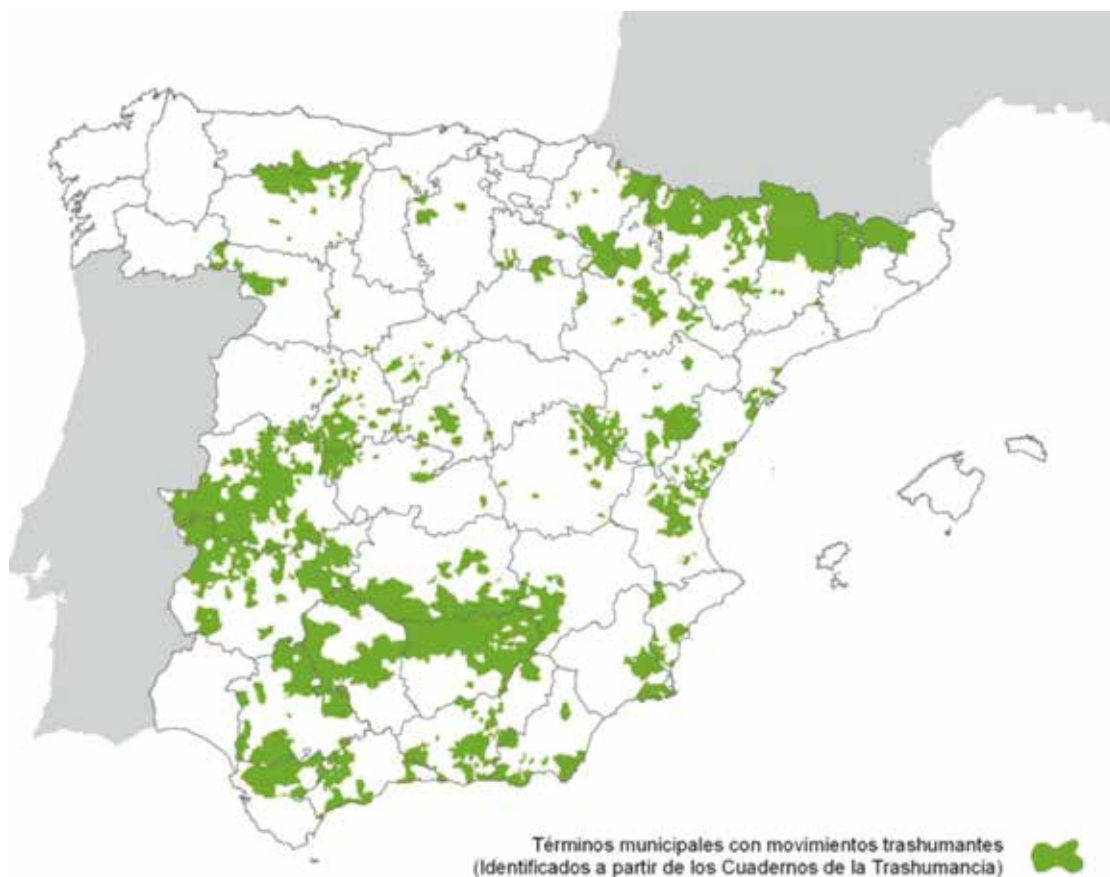 Términos municipales con movimientos trashumantes
(Identificados a partir de los Cuadernos de la Trashumancia)